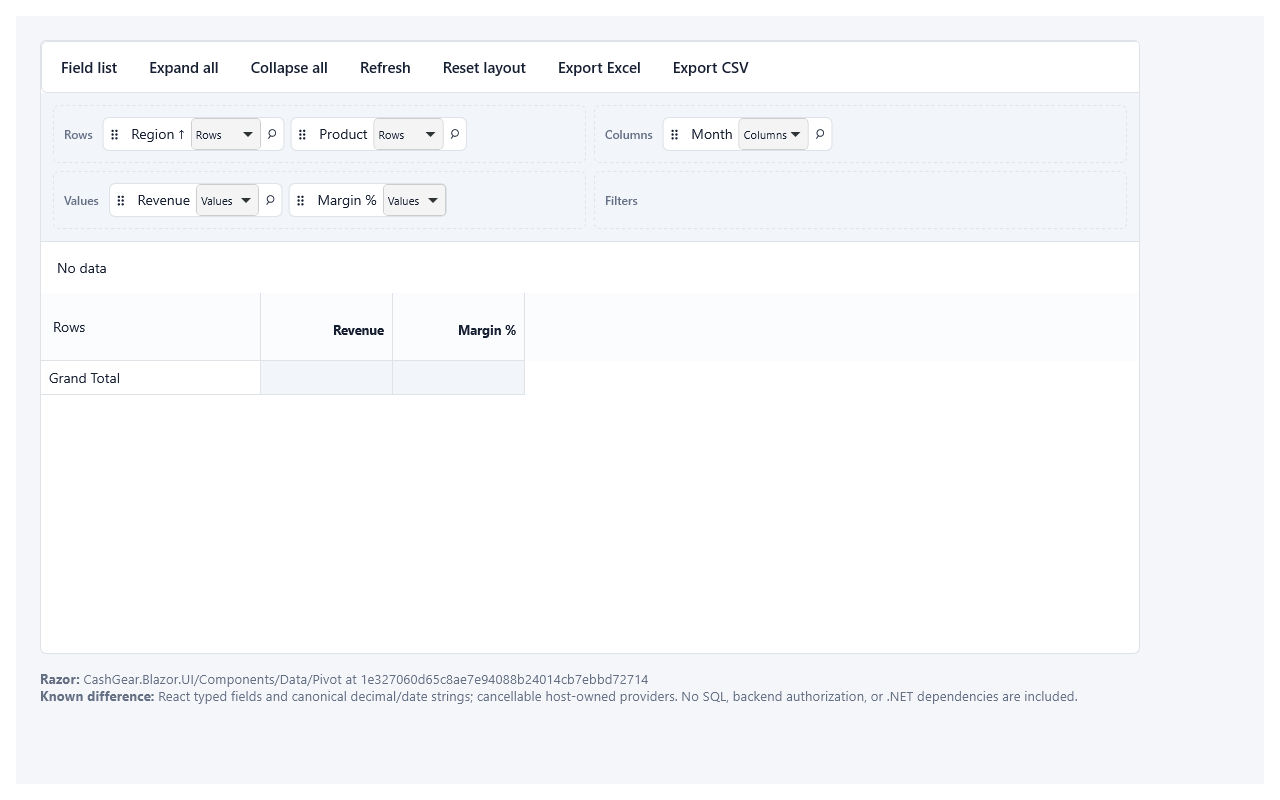 Field list Expand all Collapse all Refresh Reset layout Export Excel Export CSV
Rows Region ↑ Rows Product Rows Columns Month Columns
Values Revenue Values Margin % Values Filters
No data
Rows Revenue Margin %
Grand Total
Razor: CashGear.Blazor.UI/Components/Data/Pivot at 1e327060d65c8ae7e94088b24014cb7ebbd72714
Known difference: React typed fields and canonical decimal/date strings; cancellable host-owned providers. No SQL, backend authorization, or .NET dependencies are included.